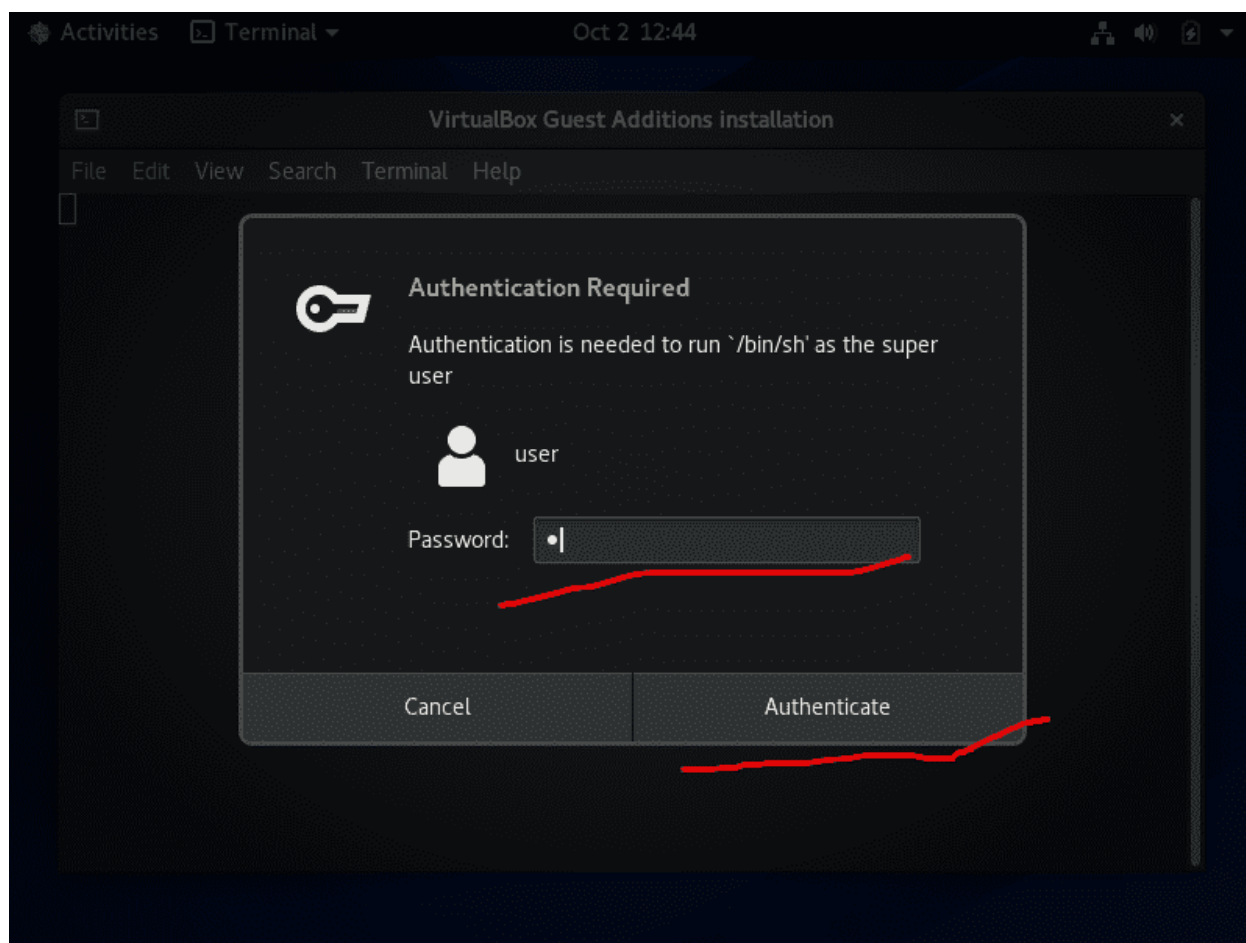 Activities Terminal Oct 2 12:44
VirtualBox Guest Additions installation
File Edit View Search Terminal Help
Authentication Required
Authentication is needed to run `/bin/sh' as the super
user
user
Password: •
Cancel Authenticate